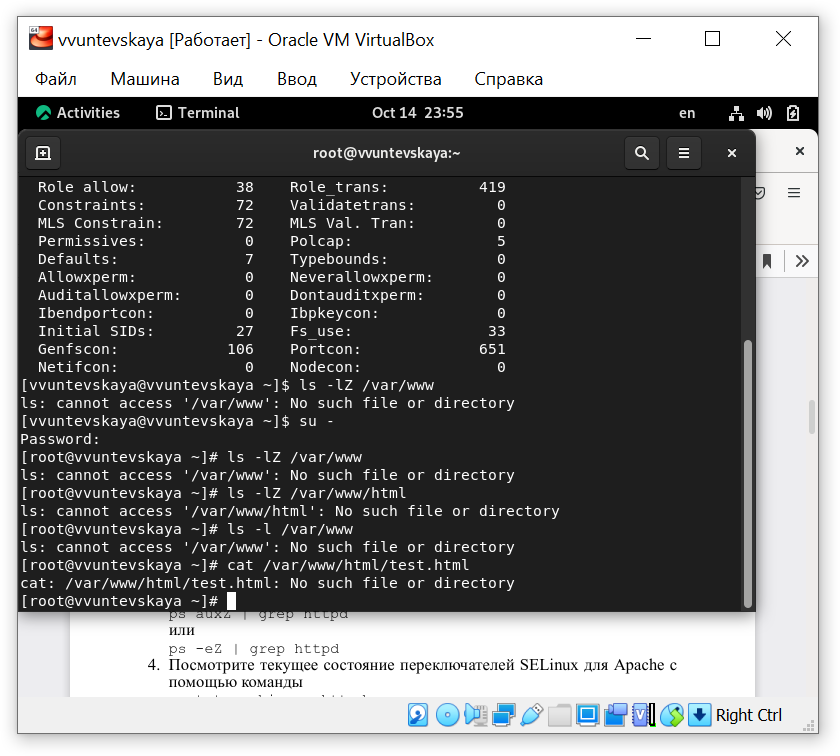 vvuntevskaya [Работает] - Oracle VM VirtualBox
Файл Машина Вид Ввод Устройства Справка
Activities Terminal Oct 14 23:55 en
root@vvuntevskaya:~
Role allow: 38 Role_trans: 419
Constraints: 72 Validatetrans: 0
MLS Constrain: 72 MLS Val. Tran: 0
Permissives: 0 Polcap: 5
Defaults: 7 Typebounds: 0
Allowxperm: 0 Neverallowxperm: 0
Auditallowxperm: 0 Dontauditxperm: 0
Ibendportcon: 0 Ibpkeycon: 0
Initial SIDs: 27 Fs_use: 33
Genfscon: 106 Portcon: 651
Netifcon: 0 Nodecon: 0
[vvuntevskaya@vvuntevskaya ~]$ ls -lZ /var/www
ls: cannot access '/var/www': No such file or directory
[vvuntevskaya@vvuntevskaya ~]$ su -
Password:
[root@vvuntevskaya ~]# ls -lZ /var/www
ls: cannot access '/var/www': No such file or directory
[root@vvuntevskaya ~]# ls -lZ /var/www/html
ls: cannot access '/var/www/html': No such file or directory
[root@vvuntevskaya ~]# ls -l /var/www
ls: cannot access '/var/www': No such file or directory
[root@vvuntevskaya ~]# cat /var/www/html/test.html
cat: /var/www/html/test.html: No such file or directory
[root@vvuntevskaya ~]#
ps auxZ | grep httpd
или
ps -eZ | grep httpd
4. Посмотрите текущее состояние переключателей SELinux для Apache с
помощью команды
Right Ctrl